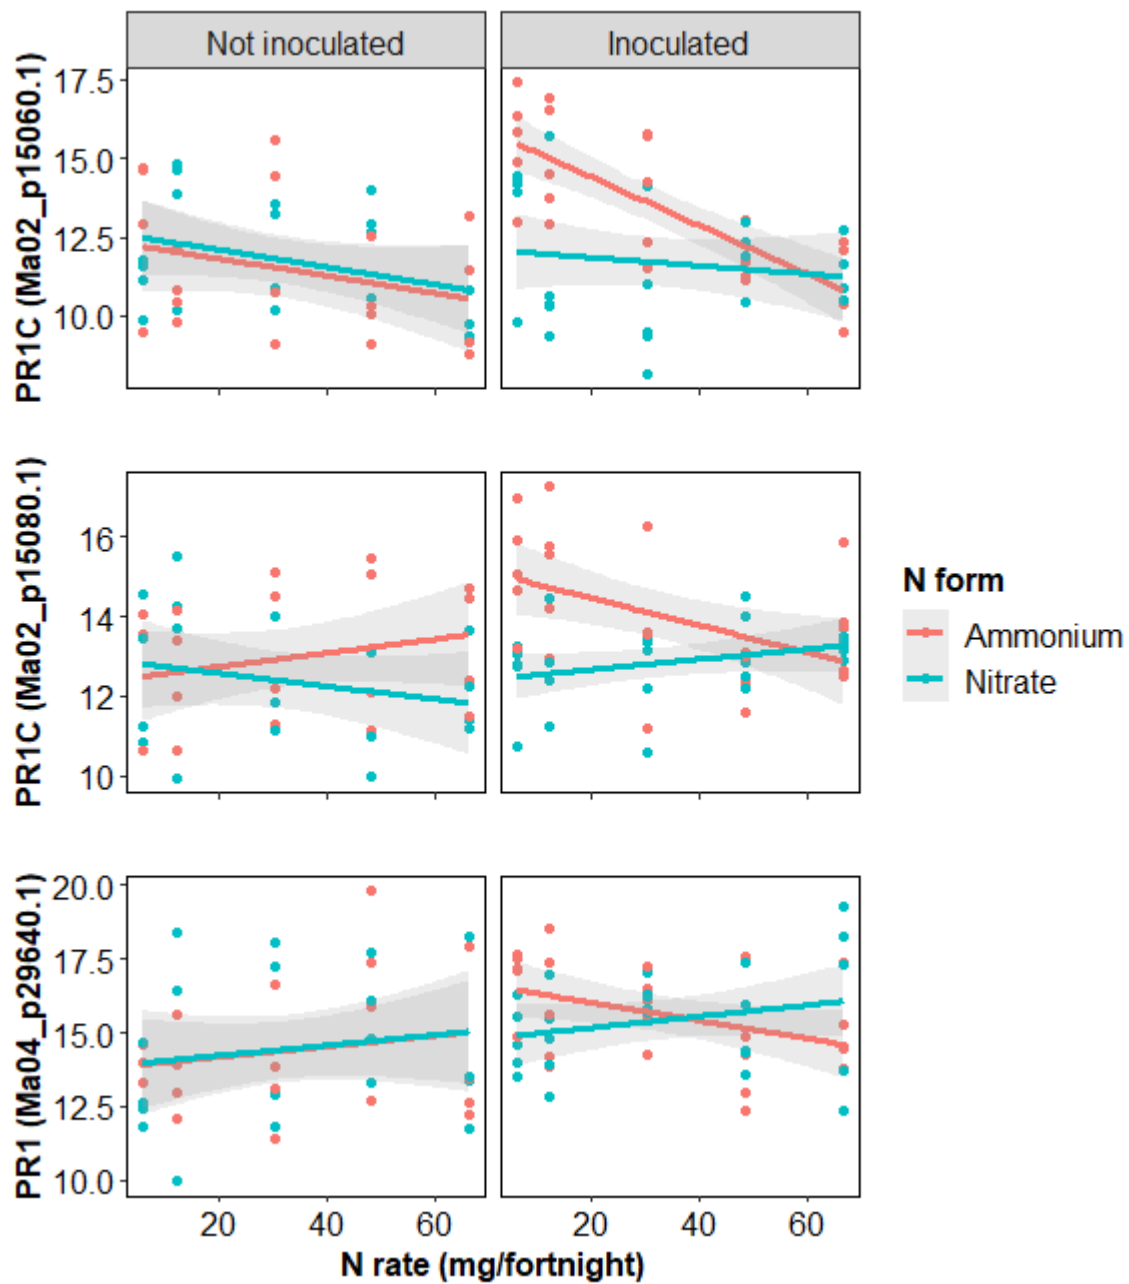 Not inoculated
Inoculated
PR1C (Ma02_p15060.1)
17.5
15.0
12.5
10.0
PR1C (Ma02_p15080.1)
16
14
12
10
PR1 (Ma04_p29640.1)
20.0
17.5
15.0
12.5
10.0
20 40 60 20 40 60
N rate (mg/fortnight)
N form
Ammonium
Nitrate